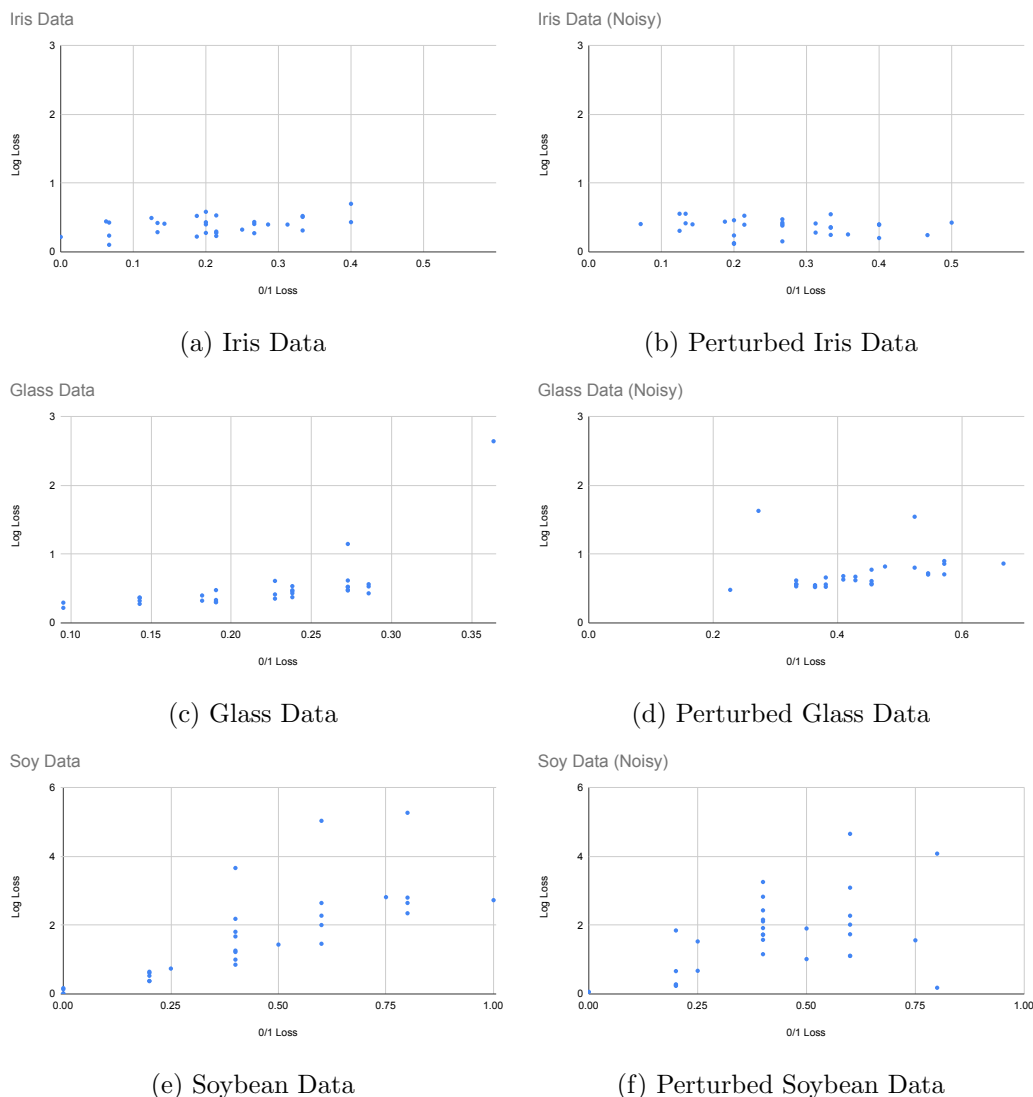 Iris Data
Iris Data (Noisy)
3
2
1
0
Log Loss
0.0 0.1 0.2 0.3 0.4 0.5
0/1 Loss
3
2
1
0
Log Loss
0.0 0.1 0.2 0.3 0.4 0.5
0/1 Loss
(a) Iris Data
(b) Perturbed Iris Data
Glass Data
Glass Data (Noisy)
3
2
1
0
Log Loss
0.10 0.15 0.20 0.25 0.30 0.35
0/1 Loss
3
2
1
0
Log Loss
0.0 0.2 0.4 0.6
0/1 Loss
(c) Glass Data
(d) Perturbed Glass Data
Soy Data
Soy Data (Noisy)
6
4
2
0
Log Loss
0.00 0.25 0.50 0.75 1.00
0/1 Loss
6
4
2
0
Log Loss
0.00 0.25 0.50 0.75 1.00
0/1 Loss
(e) Soybean Data
(f) Perturbed Soybean Data